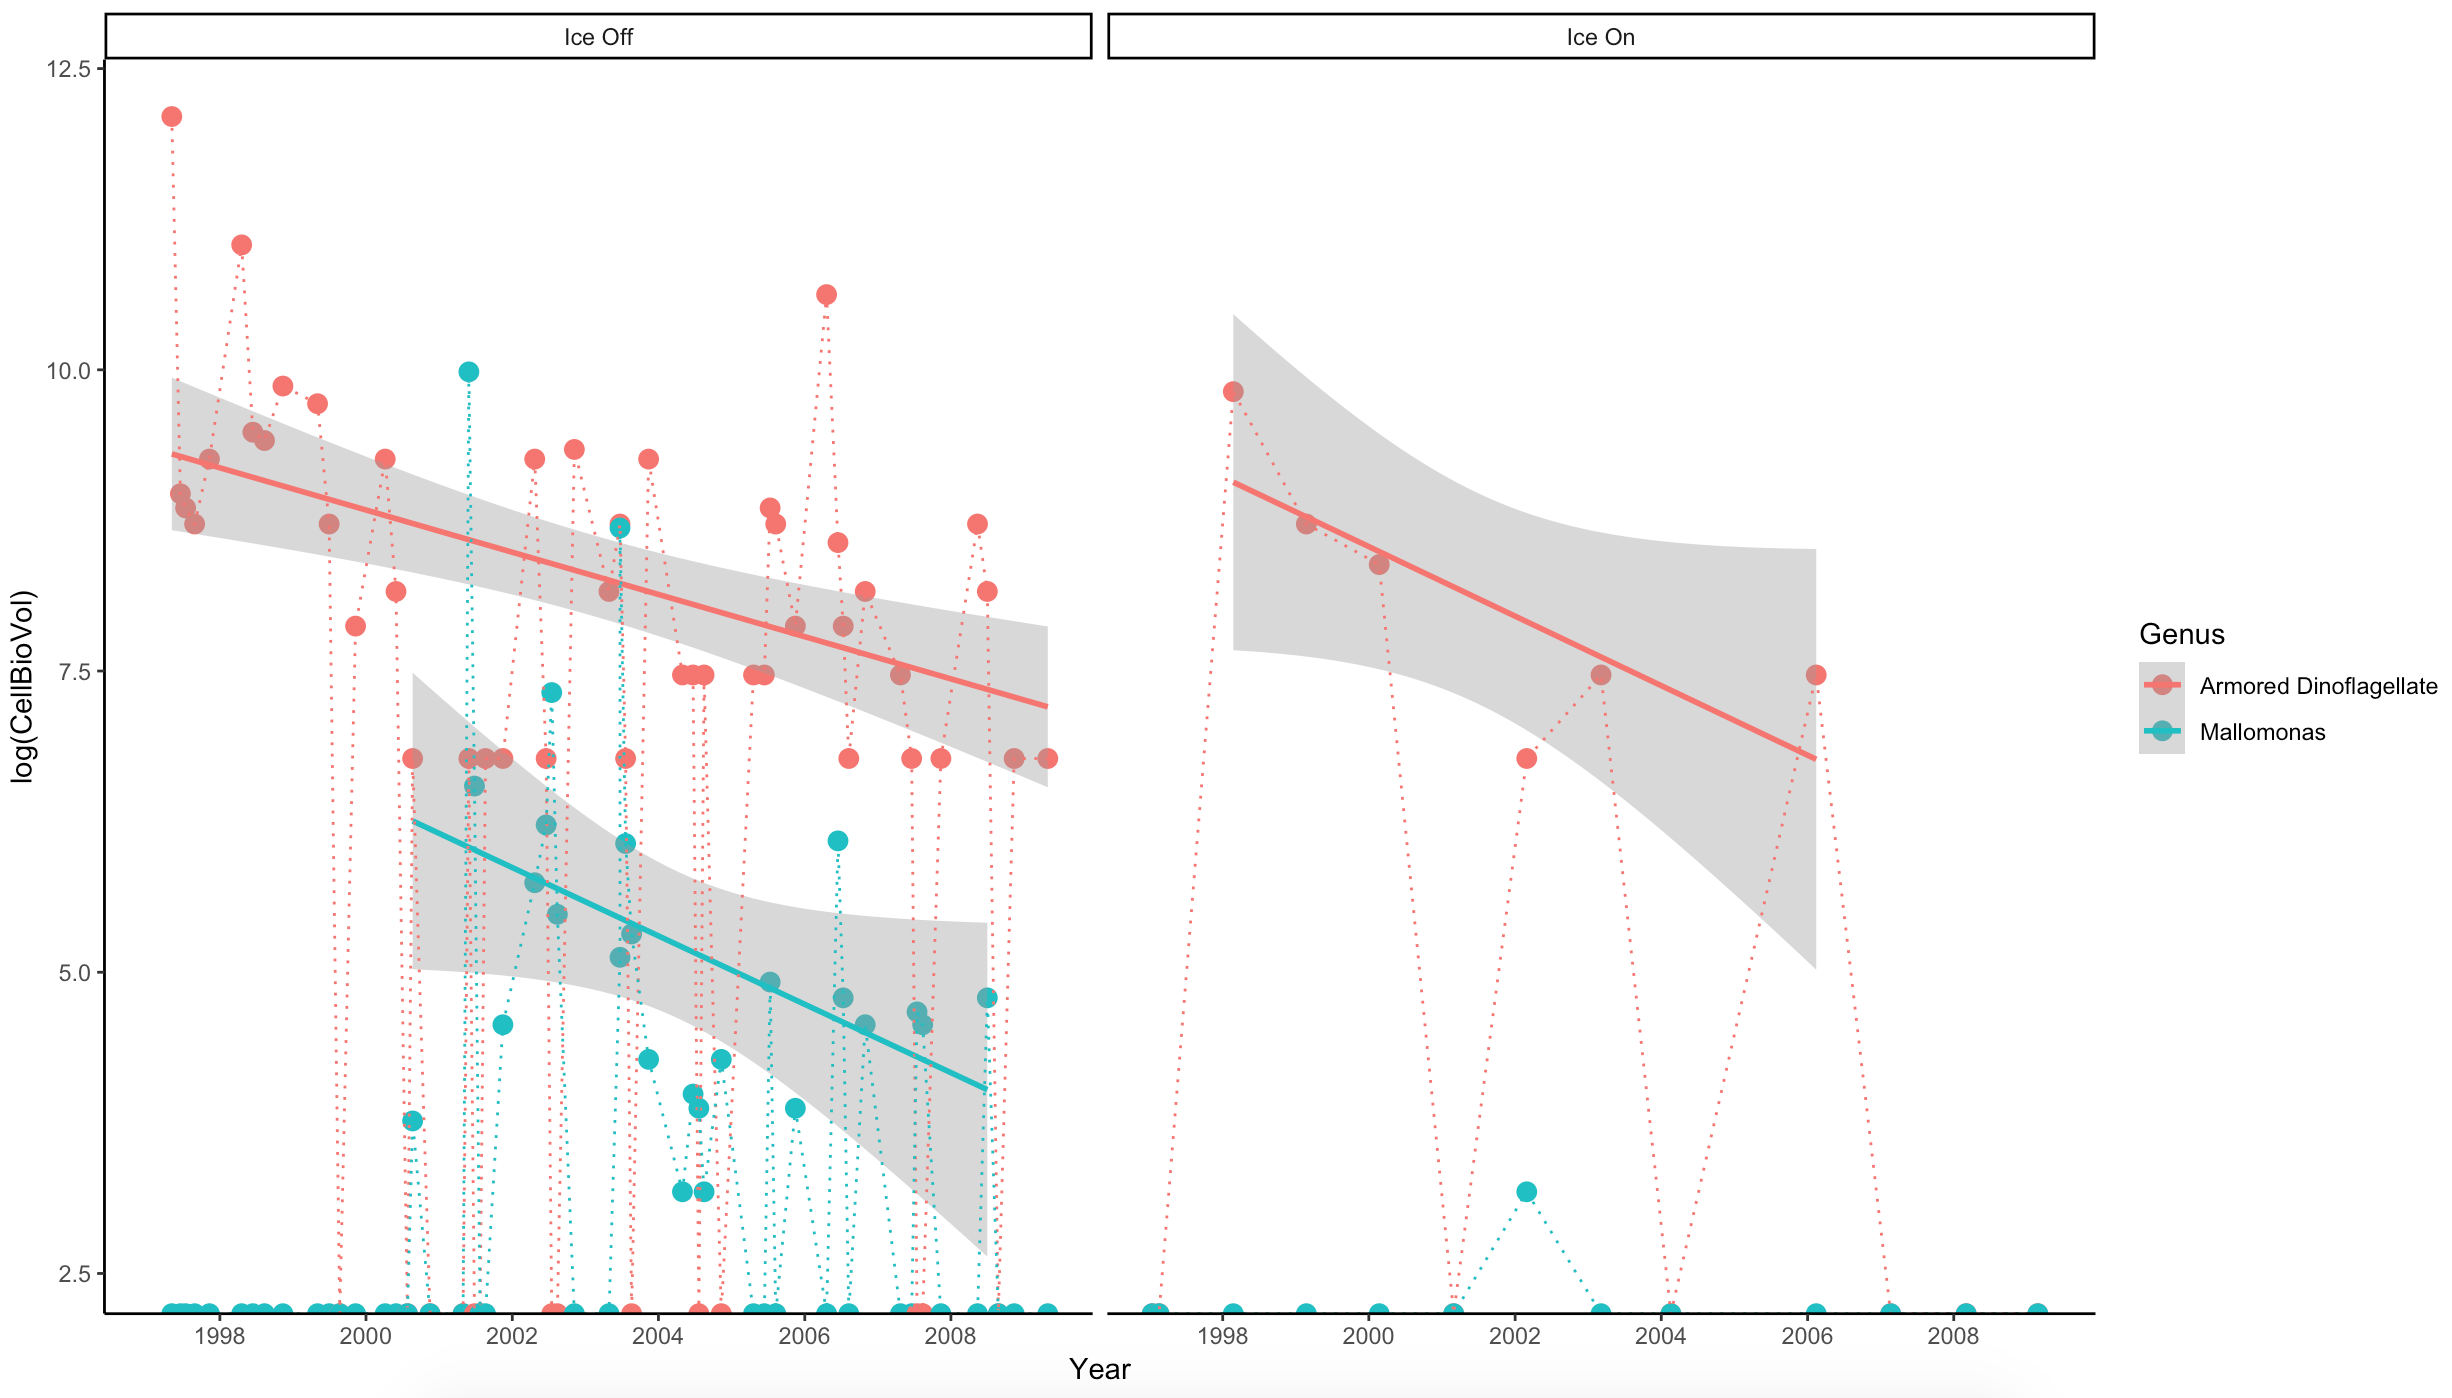 Ice Off
Ice On
12.5
10.0
7.5
5.0
2.5
log(CellBioVol)
1998 2000 2002 2004 2006 2008
1998 2000 2002 2004 2006 2008
Year
Genus
Armored Dinoflagellate
Mallomonas